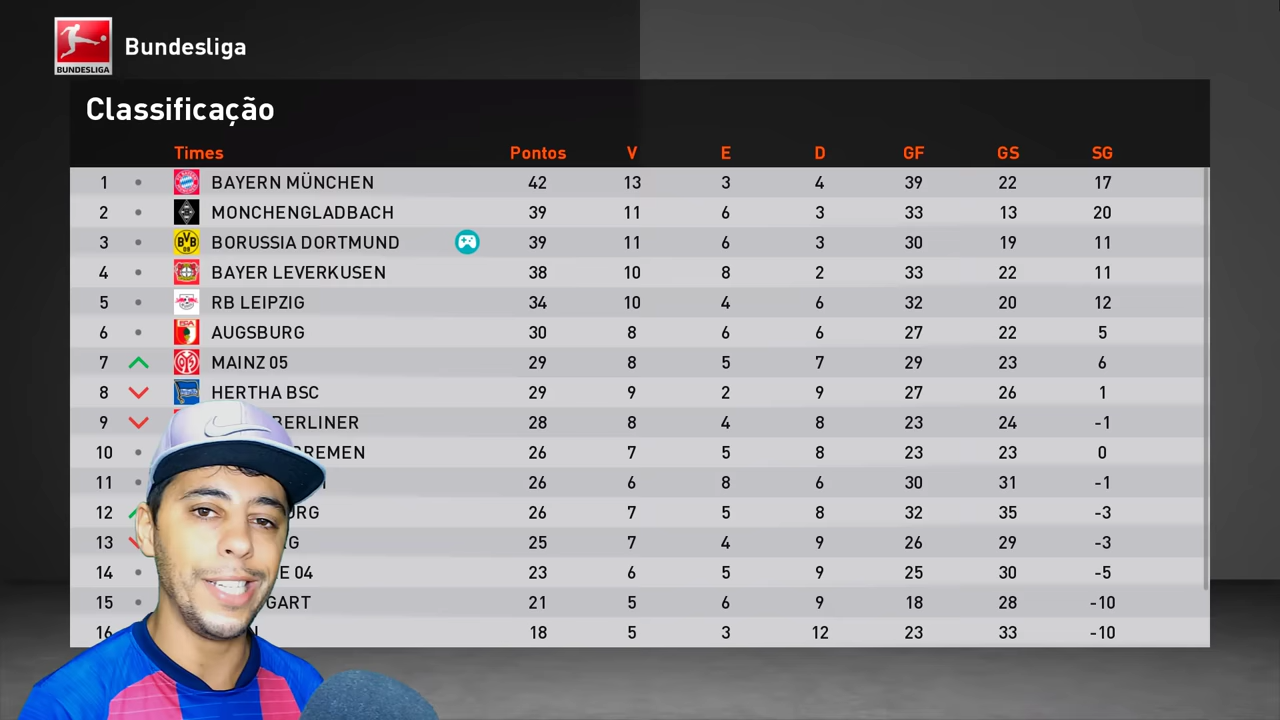 BUNDESLIGA
Bundesliga
Classificação
Times Pontos V E D GF GS SG
1 BAYERN MÜNCHEN 42 13 3 4 39 22 17
2 MONCHENGLADBACH 39 11 6 3 33 13 20
3 BORUSSIA DORTMUND 39 11 6 3 30 19 11
4 BAYER LEVERKUSEN 38 10 8 2 33 22 11
5 RB LEIPZIG 34 10 4 6 32 20 12
6 AUGSBURG 30 8 6 6 27 22 5
7 MAINZ 05 29 8 5 7 29 23 6
8 HERTHA BSC 29 9 2 9 27 26 1
9 BERLINER 28 8 4 8 23 24 -1
10 BREMEN 26 7 5 8 23 23 0
11 26 6 8 6 30 31 -1
12 26 7 5 8 32 35 -3
13 25 7 4 9 26 29 -3
14 04 23 6 5 9 25 30 -5
15 21 5 6 9 18 28 -10
16 18 5 3 12 23 33 -10